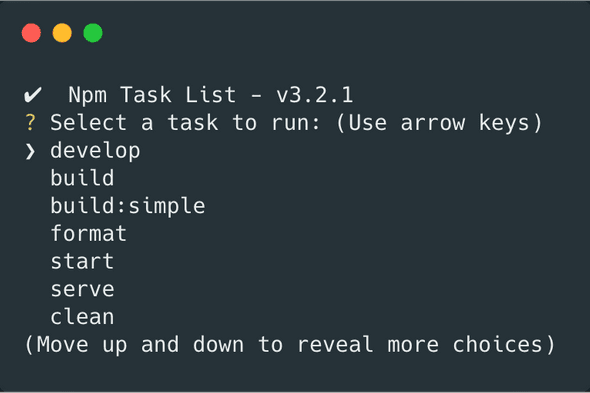 ✔  Npm Task List - v3.2.1
? Select a task to run: (Use arrow keys)
❯ develop
build
build:simple
format
start
serve
clean
(Move up and down to reveal more choices)